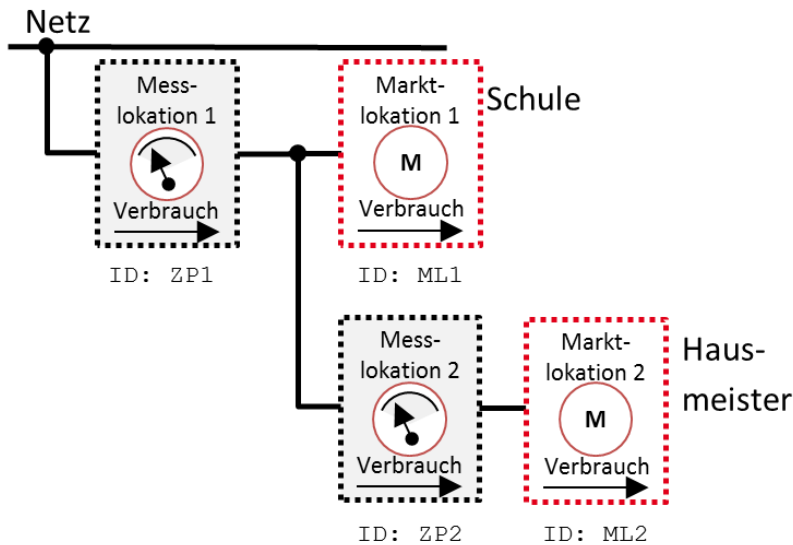 Netz
Mess-
lokation 1
Verbrauch
ID: ZP1
Markt-
lokation 1
M
Verbrauch
ID: ML1
Schule
Mess-
lokation 2
Verbrauch
ID: ZP2
Markt-
lokation 2
M
Verbrauch
ID: ML2
Haus-
meister